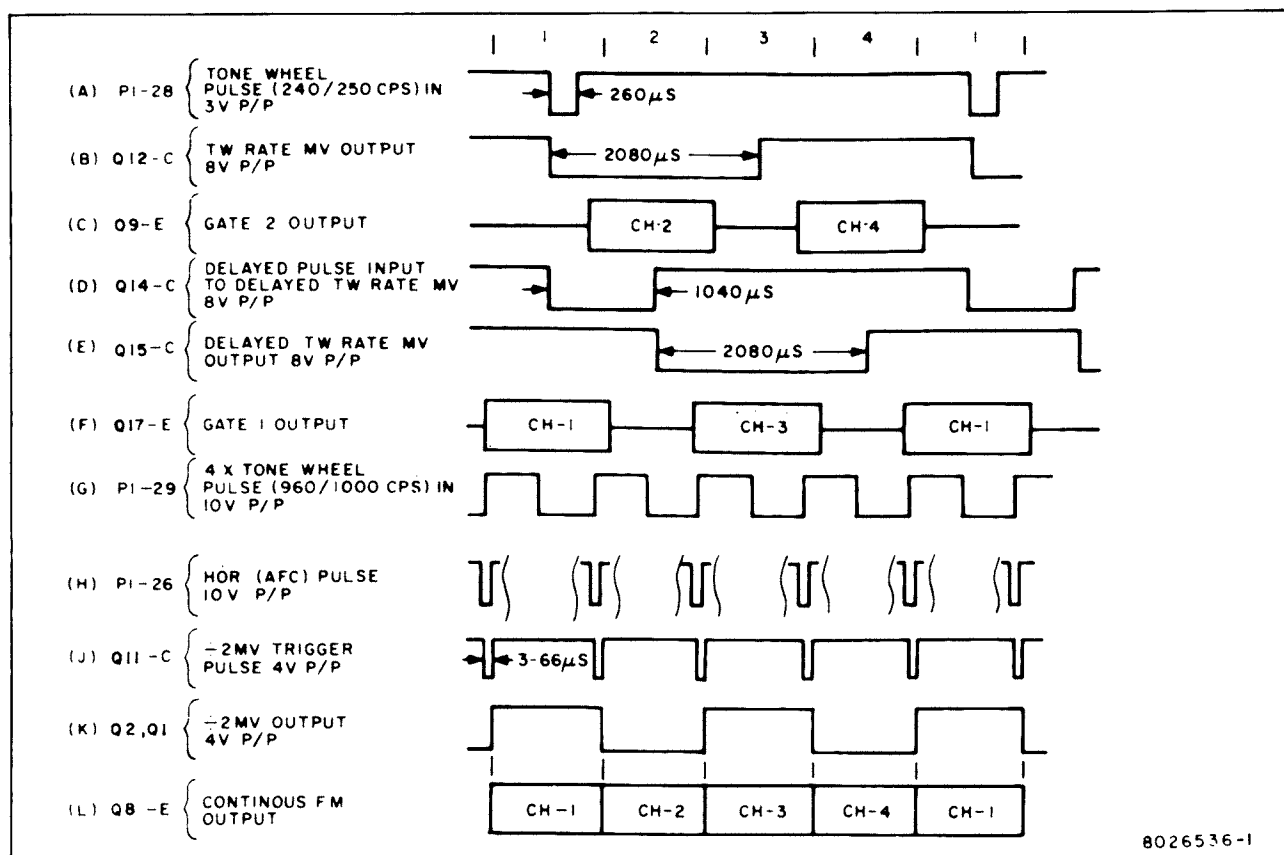 1 2 3 4 1
(A) P1-28 TONE WHEEL
PULSE (240/250 CPS) IN
3V P/P
260µS
(B) Q12-C TW RATE MV OUTPUT
8V P/P
2080µS
(C) Q9-E GATE 2 OUTPUT
CH-2 CH-4
(D) Q14-C DELAYED PULSE INPUT
TO DELAYED TW RATE MV
8V P/P
1040µS
(E) Q15-C DELAYED TW RATE MV
OUTPUT 8V P/P
2080µS
(F) Q17-E GATE 1 OUTPUT
CH-1 CH-3 CH-1
(G) P1-29 4 X TONE WHEEL
PULSE (960/1000 CPS) IN
10V P/P
(H) P1-26 HOR (AFC) PULSE
10V P/P
(J) Q11-C ÷2MV TRIGGER
PULSE 4V P/P
3-66µS
(K) Q2,Q1 ÷2MV OUTPUT
4V P/P
(L) Q8-E CONTINOUS FM
OUTPUT
CH-1 CH-2 CH-3 CH-4 CH-1
8026536-1